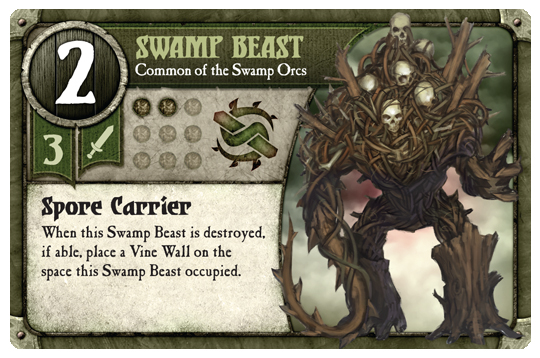 2
SWAMP BEAST
Common of the Swamp Orcs
3
Spore Carrier
When this Swamp Beast is destroyed,
if able, place a Vine Wall on the
space this Swamp Beast occupied.